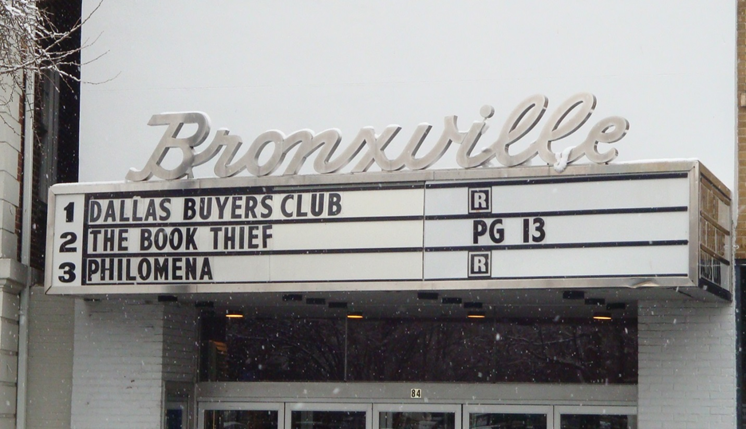 Bronxville
1 DALLAS BUYERS CLUB R
2 THE BOOK THIEF PG 13
3 PHILOMENA R
84